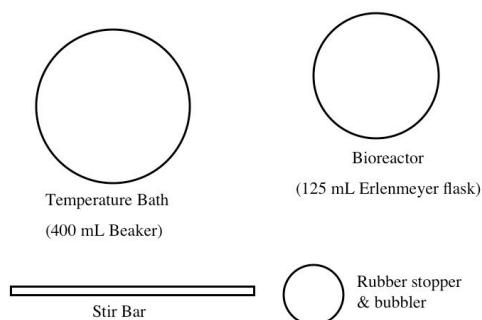 Temperature Bath
(400 mL Beaker)
Bioreactor
(125 mL Erlenmeyer flask)
Stir Bar
Rubber stopper
& bubbler